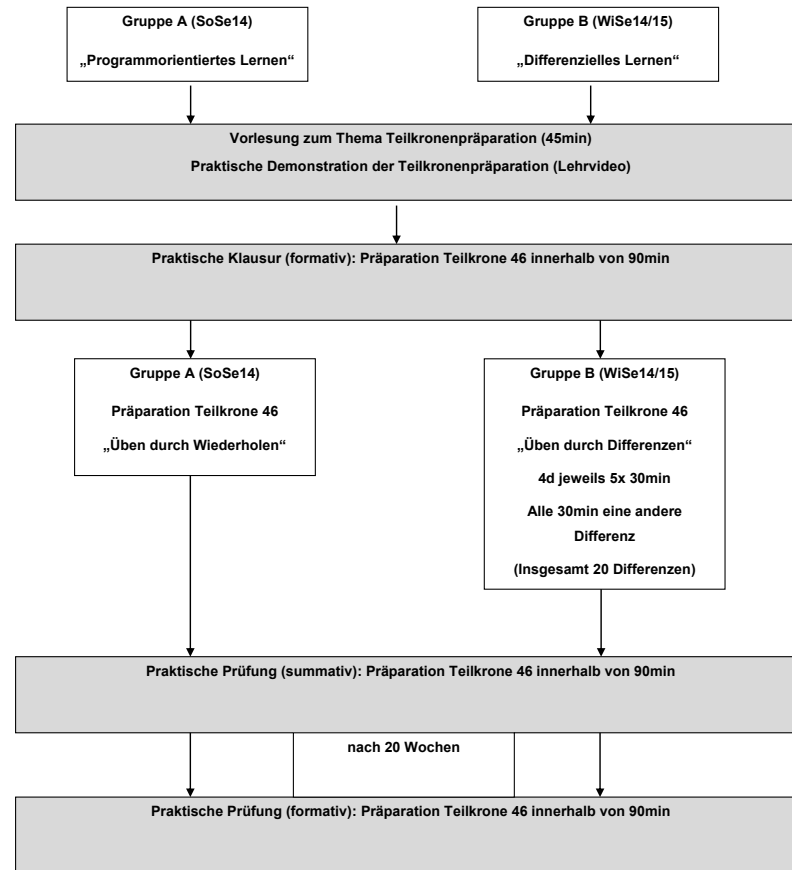 Gruppe A (SoSe14)
„Programmorientiertes Lernen“
Gruppe B (WiSe14/15)
„Differenzielles Lernen“
Vorlesung zum Thema Teilkronenpräparation (45min)
Praktische Demonstration der Teilkronenpräparation (Lehrvideo)
Praktische Klausur (formativ): Präparation Teilkrone 46 innerhalb von 90min
Gruppe A (SoSe14)
Präparation Teilkrone 46
„Üben durch Wiederholen“
Gruppe B (WiSe14/15)
Präparation Teilkrone 46
„Üben durch Differenzen“
4d jeweils 5x 30min
Alle 30min eine andere
Differenz
(Insgesamt 20 Differenzen)
Praktische Prüfung (summativ): Präparation Teilkrone 46 innerhalb von 90min
nach 20 Wochen
Praktische Prüfung (formativ): Präparation Teilkrone 46 innerhalb von 90min